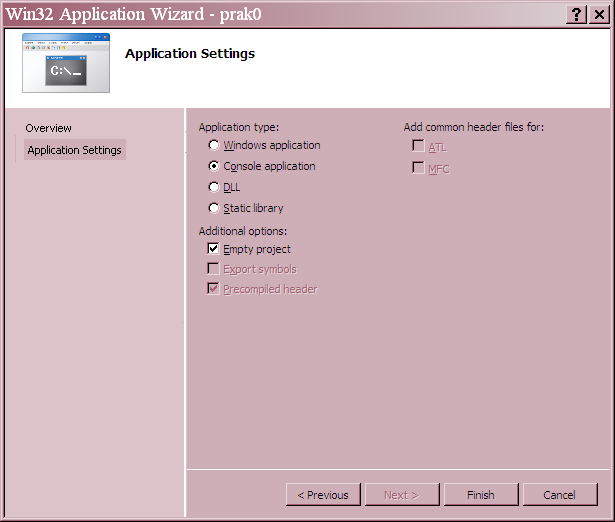 Win32 Application Wizard - prak0
Application Settings
C:\_
Overview
Application Settings
Application type:
Windows application
Console application
DLL
Static library
Additional options:
Empty project
Export symbols
Precompiled header
Add common header files for:
ATL
MFC
< Previous
Next >
Finish
Cancel